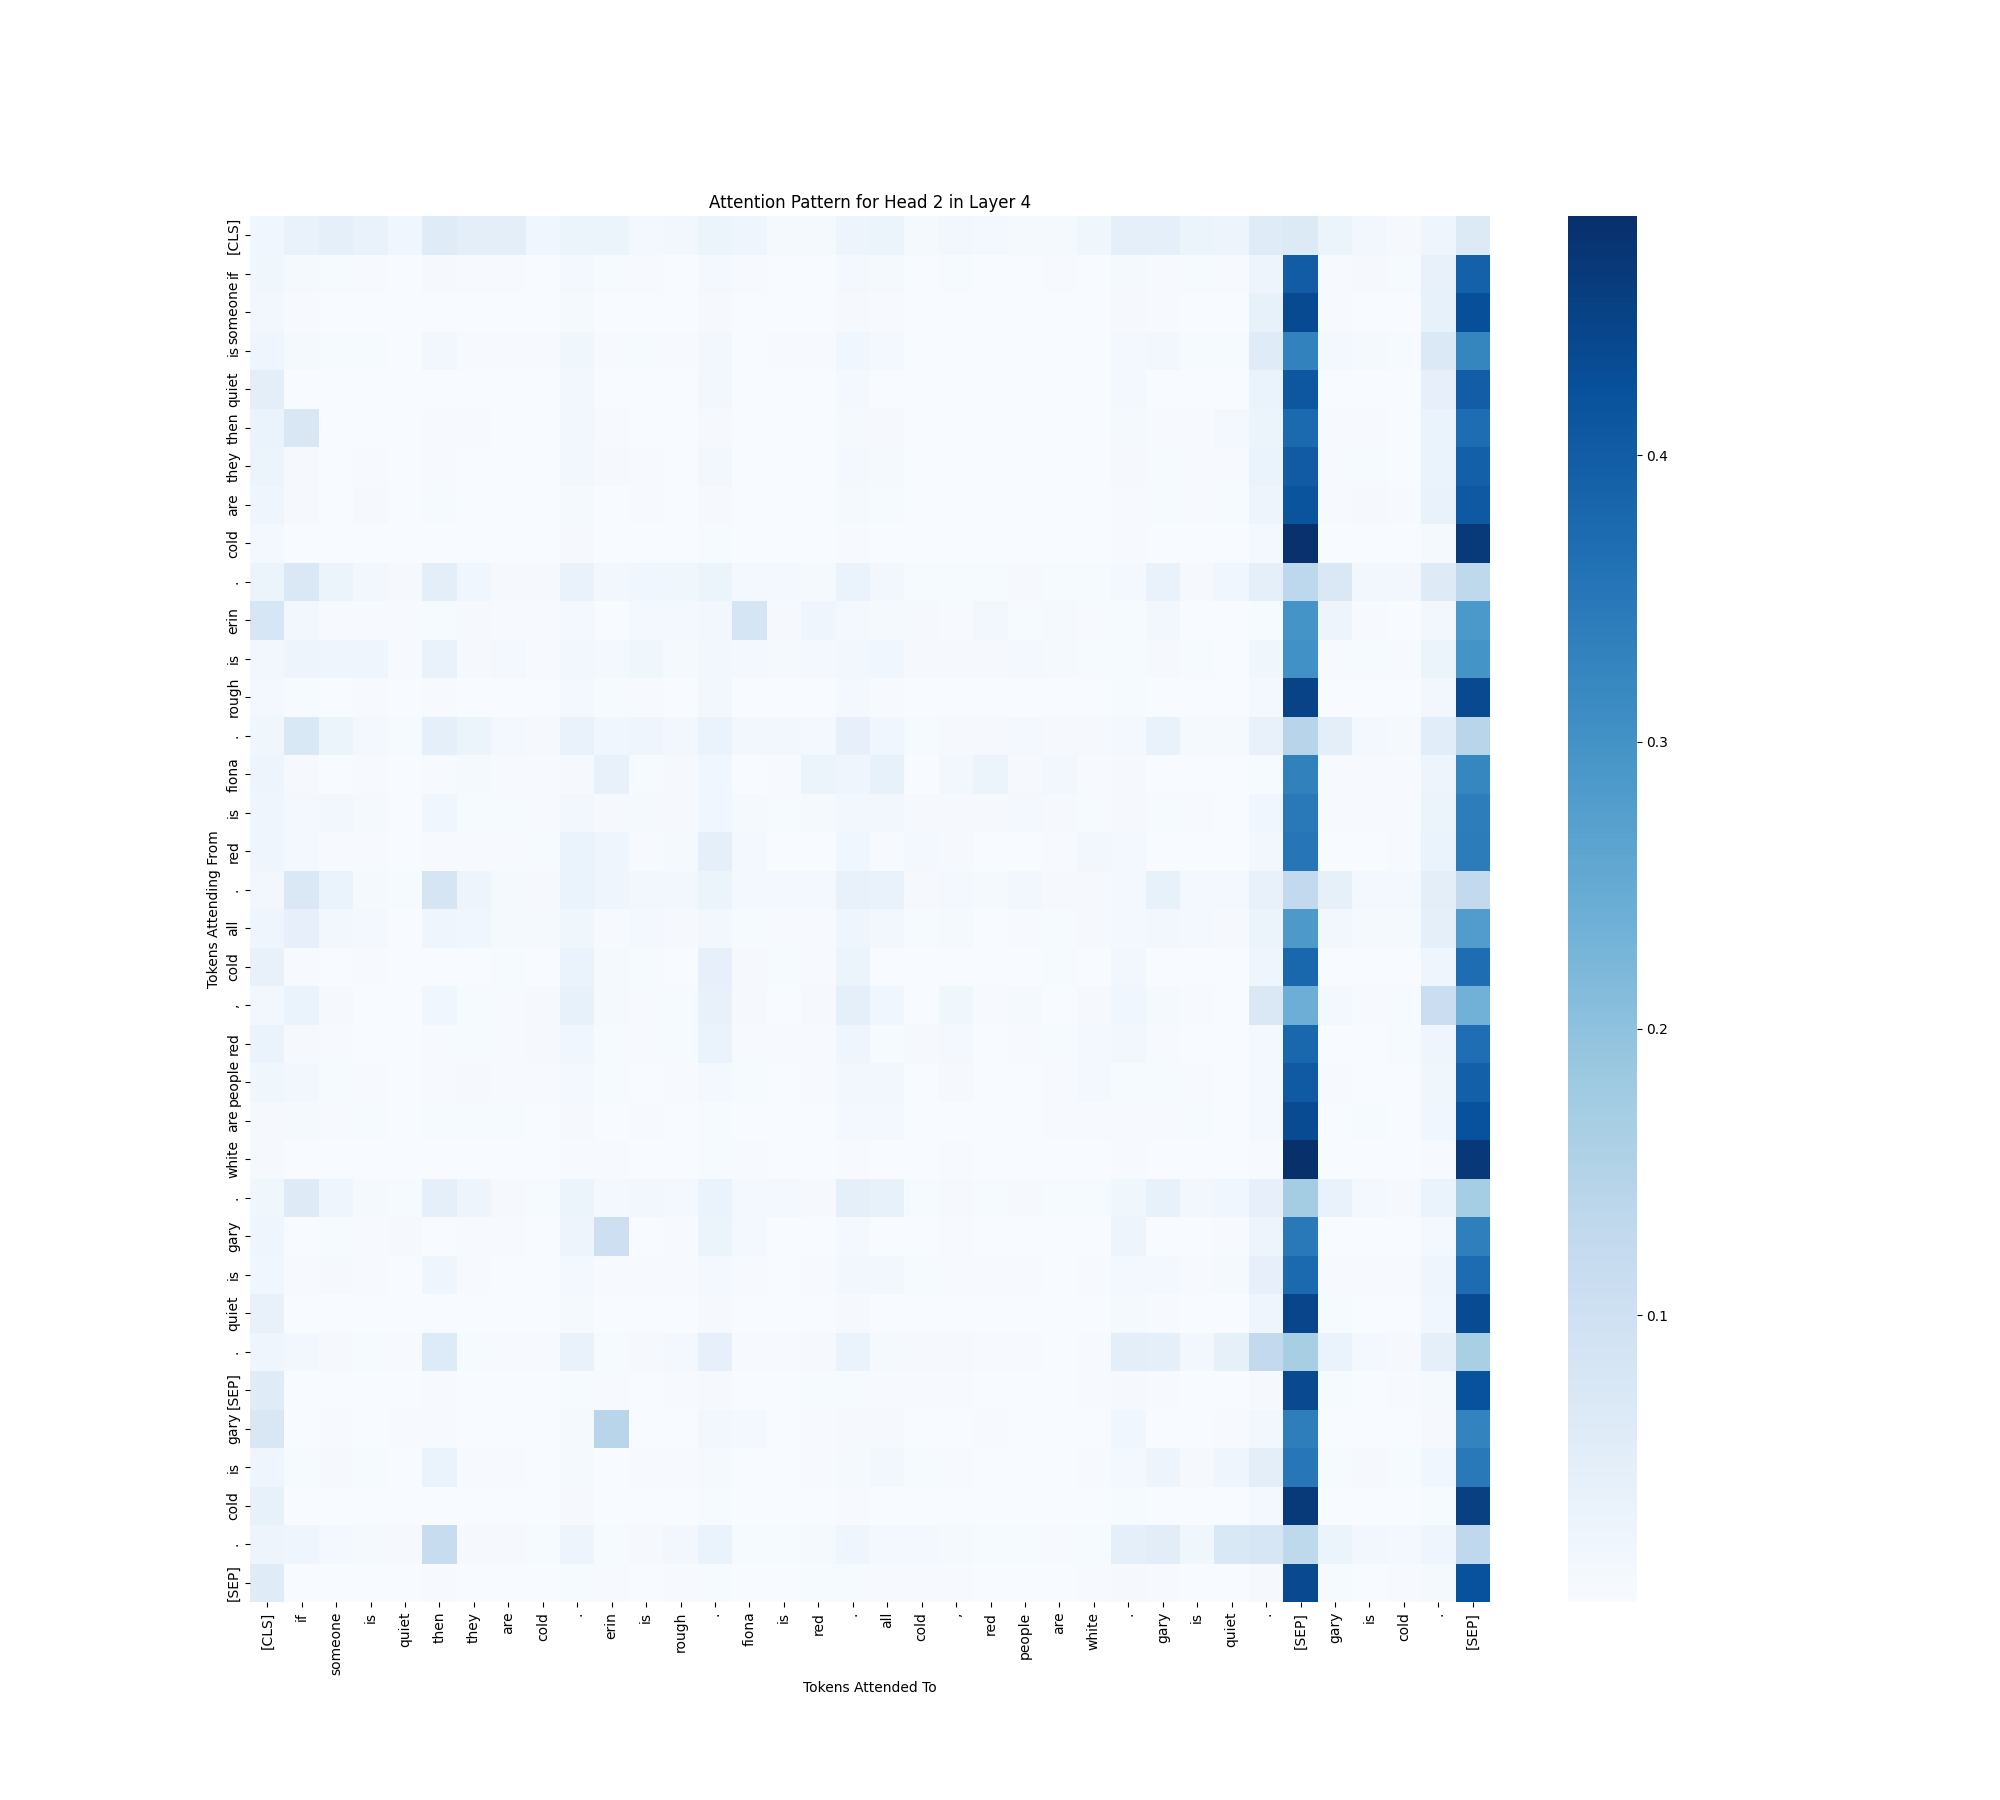 Attention Pattern for Head 2 in Layer 4
Tokens Attending From
[CLS]
if
someone
is
quiet
then
they
are
cold
.
erin
is
rough
.
fiona
is
red
.
all
cold
,
red
people
are
white
.
gary
is
quiet
.
[SEP]
gary
is
cold
.
[SEP]
[CLS] if someone is quiet then they are cold . erin is rough . fiona is red . all cold , red people are white . gary is quiet . [SEP] gary is cold . [SEP]
Tokens Attended To
0.4
0.3
0.2
0.1